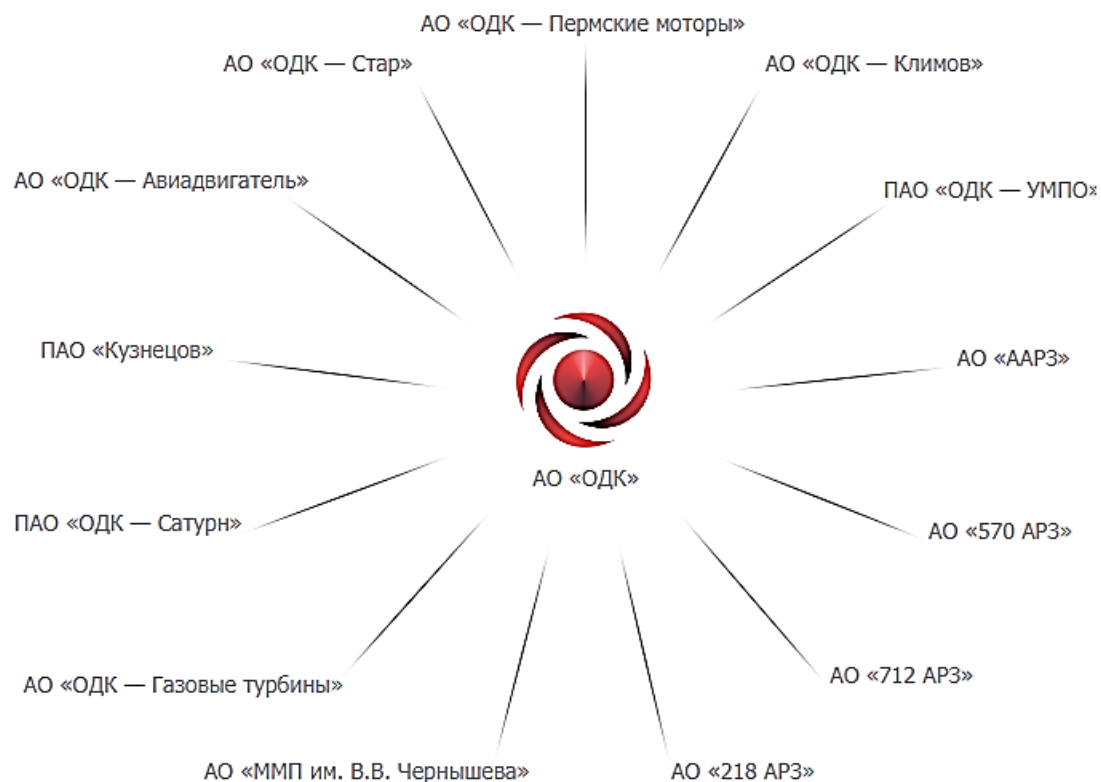 АО «ОДК — Пермские моторы»
АО «ОДК — Стар»
АО «ОДК — Климов»
АО «ОДК — Авиадвигатель»
ПАО «ОДК — УМПО»
ПАО «Кузнецов»
АО «ААРЗ»
АО «ОДК»
ПАО «ОДК — Сатурн»
АО «570 АРЗ»
АО «712 АРЗ»
АО «ОДК — Газовые турбины»
АО «ММП им. В.В. Чернышева»
АО «218 АРЗ»